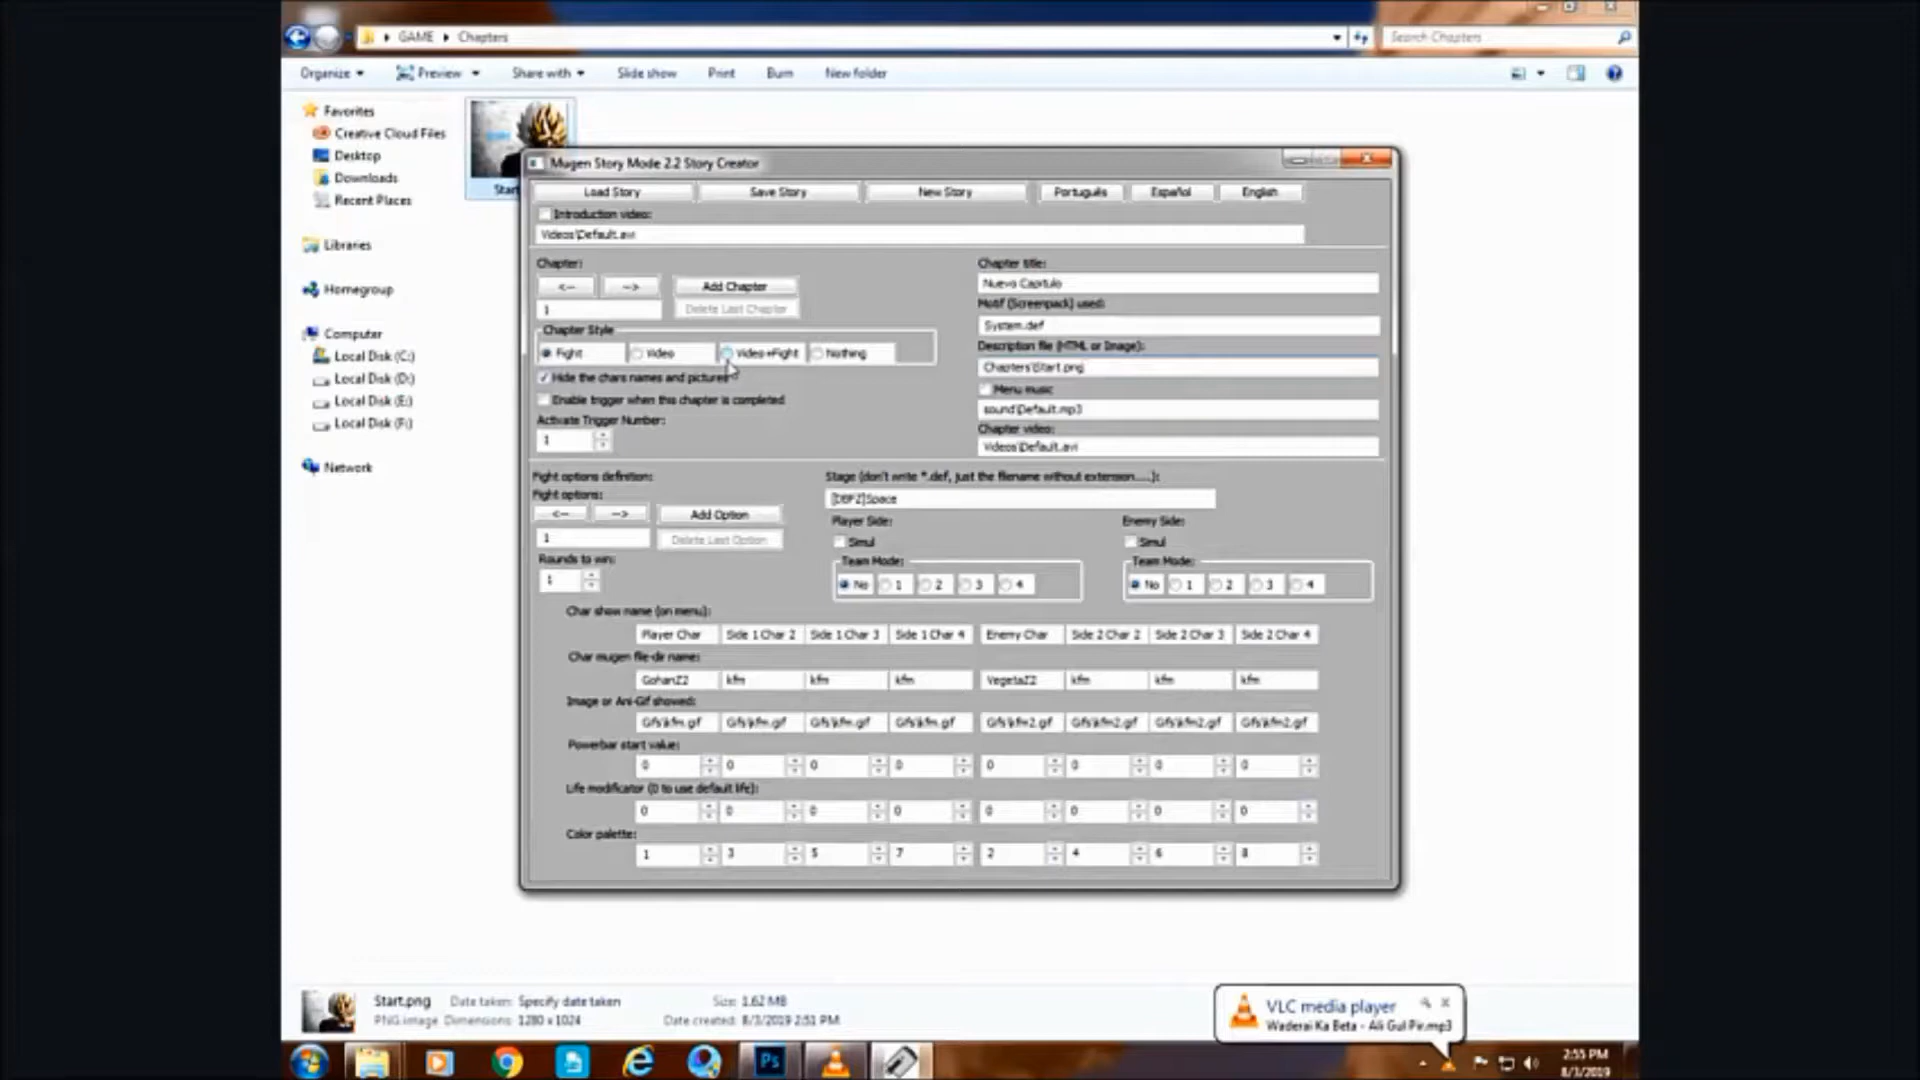 GAME Chapters
Search Chapters
Organize Preview Share with Slide show Print Burn New folder
Favorites
Creative Cloud Files
Desktop
Downloads
Recent Places
Libraries
Homegroup
Computer
Local Disk (C:)
Local Disk (D:)
Local Disk (E:)
Local Disk (F:)
Network
Start
Mugen Story Mode 2.2 Story Creator
Load Story Save Story New Story Português Español English
Introduction video:
Videos\Default.avi
Chapter:
<-- --> Add Chapter
1 Delete Last Chapter
Chapter Style
Fight Video Video+Fight Nothing
Hide the chars names and pictures
Enable trigger when this chapter is completed
Activate Trigger Number:
1
Chapter title:
Nuevo Capitulo
Motif (Screenpack) used:
System.def
Description file (HTML or Image):
Chapters\Start.png
Menu music
sound\Default.mp3
Chapter video:
Videos\Default.avi
Fight options definition:
Fight options:
<-- --> Add Option
1 Delete Last Option
Rounds to win:
1
Stage (don't write *.def, just the filename without extension....):
[DBFZ]Space
Player Side:
Simul
Team Mode:
No 1 2 3 4
Enemy Side:
Simul
Team Mode:
No 1 2 3 4
Char show name (on menu):
Player Char Side 1 Char 2 Side 1 Char 3 Side 1 Char 4 Enemy Char Side 2 Char 2 Side 2 Char 3 Side 2 Char 4
Char mugen file-dir name:
GohanZ2 kfm kfm kfm VegetaZ2 kfm kfm kfm
Image or Ani-Gif showed:
Gifs\kfm.gif Gifs\kfm.gif Gifs\kfm.gif Gifs\kfm.gif Gifs\kfm2.gif Gifs\kfm2.gif Gifs\kfm2.gif Gifs\kfm2.gif
Powerbar start value:
0 0 0 0 0 0 0 0
Life modificator (0 to use default life):
0 0 0 0 0 0 0 0
Color palette:
1 3 5 7 2 4 6 8
Start.png Date taken: Specify date taken Size: 1.62 MB
PNG image Dimensions: 1280 x 1024 Date created: 8/3/2019 2:51 PM
VLC media player
Waderai Ka Beta - Ali Gul Pir.mp3
Ps
2:55 PM
8/3/2019